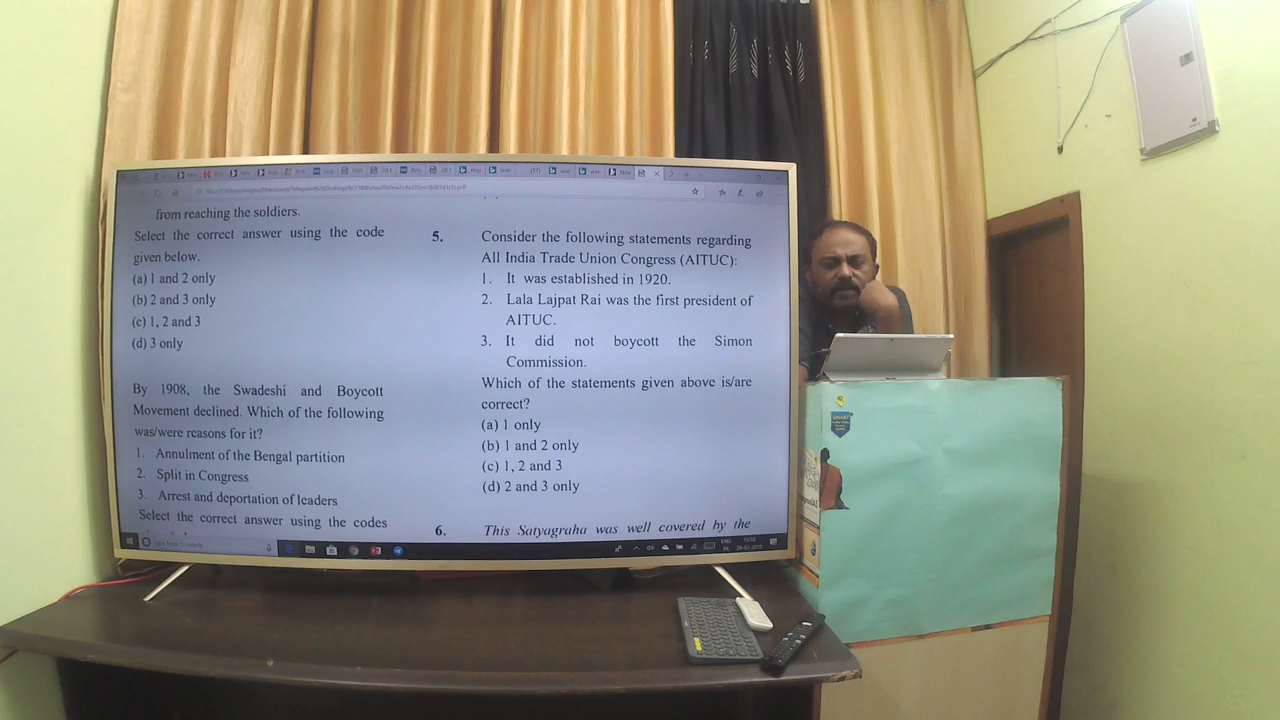 from reaching the soldiers.
Select the correct answer using the code
given below.
(a) 1 and 2 only
(b) 2 and 3 only
(c) 1, 2 and 3
(d) 3 only
By 1908, the Swadeshi and Boycott
Movement declined. Which of the following
was/were reasons for it?
1. Annulment of the Bengal partition
2. Split in Congress
3. Arrest and deportation of leaders
Select the correct answer using the codes
5. Consider the following statements regarding
All India Trade Union Congress (AITUC):
1. It was established in 1920.
2. Lala Lajpat Rai was the first president of
AITUC.
3. It did not boycott the Simon
Commission.
Which of the statements given above is/are
correct?
(a) 1 only
(b) 1 and 2 only
(c) 1, 2 and 3
(d) 2 and 3 only
6. This Satyagraha was well covered by the
Type here to search
ENG
IN